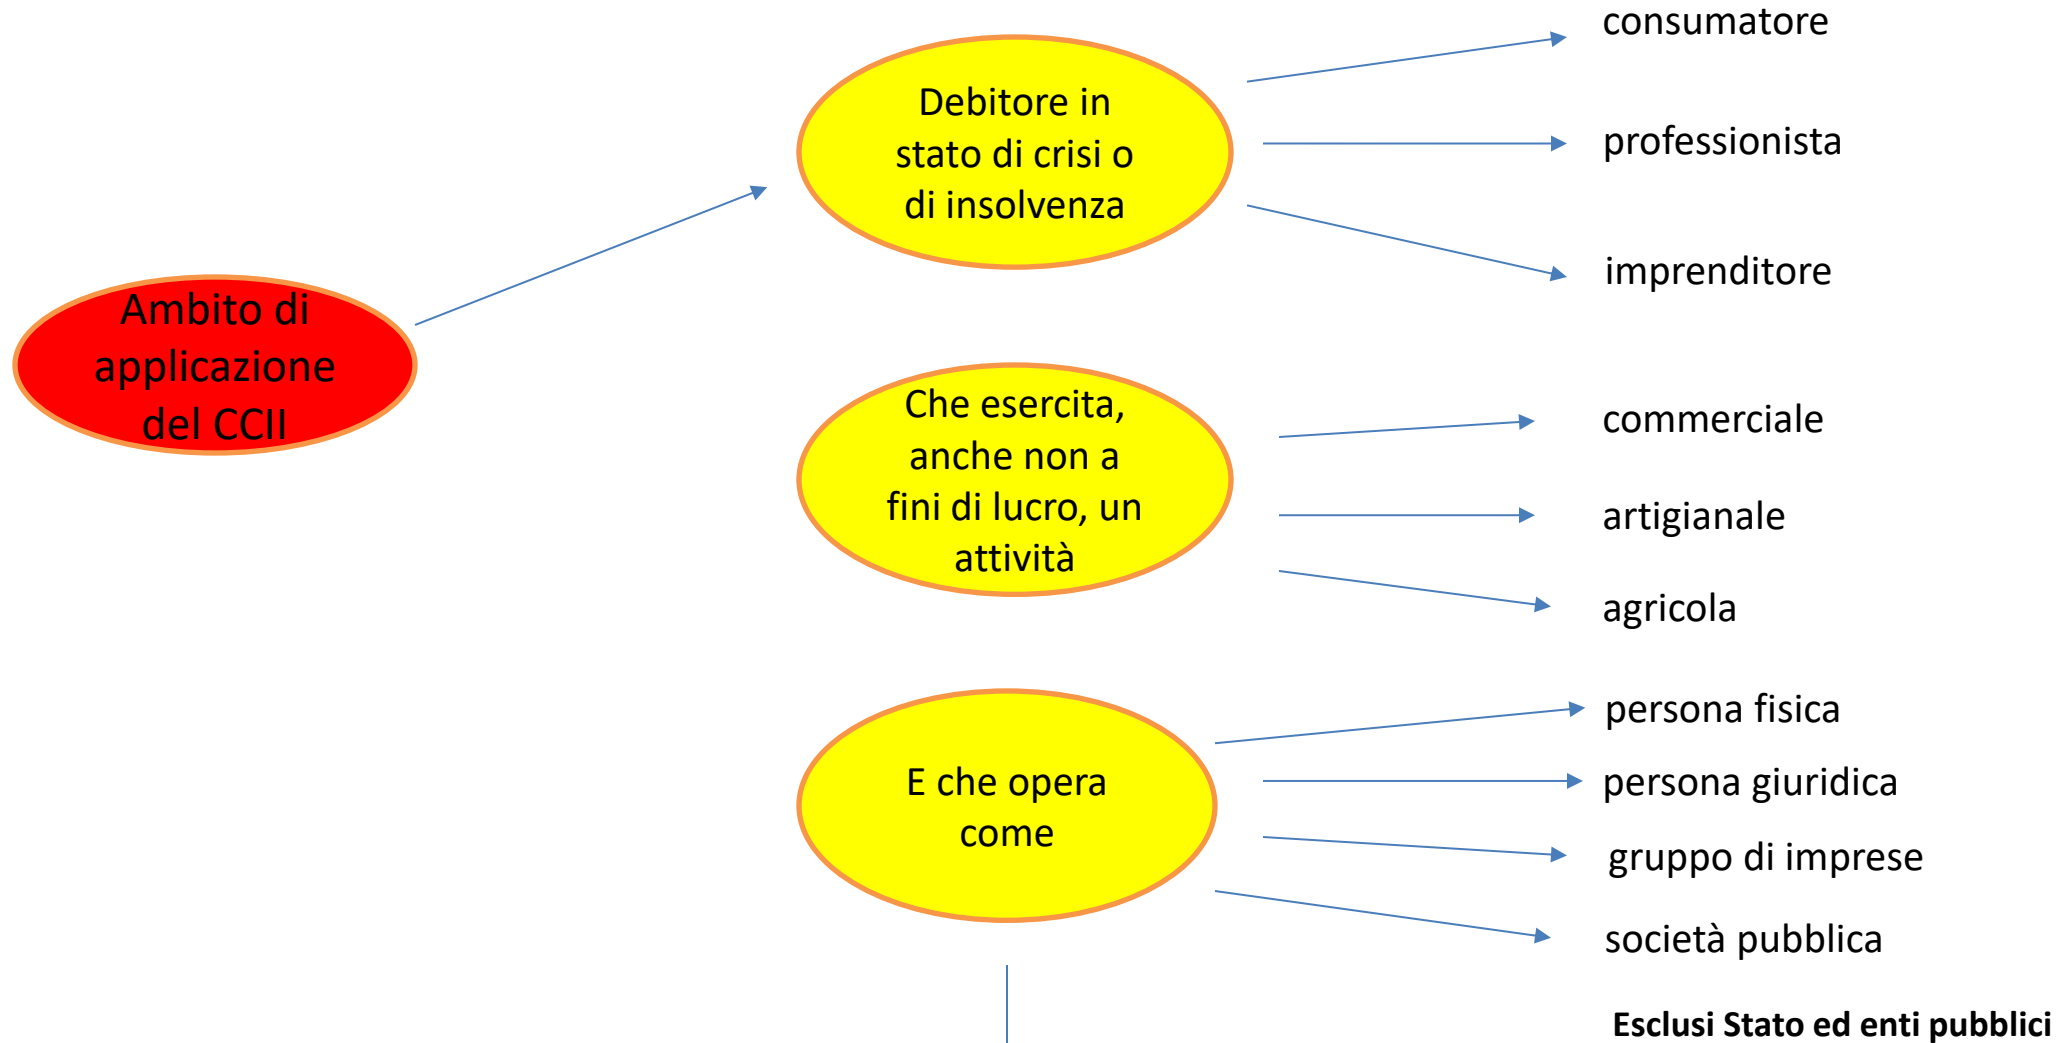 Ambito di
applicazione
del CCII
Debitore in
stato di crisi o
di insolvenza
consumatore
professionista
imprenditore
Che esercita,
anche non a
fini di lucro, un
attività
commerciale
artigianale
agricola
E che opera
come
persona fisica
persona giuridica
gruppo di imprese
società pubblica
Esclusi Stato ed enti pubblici